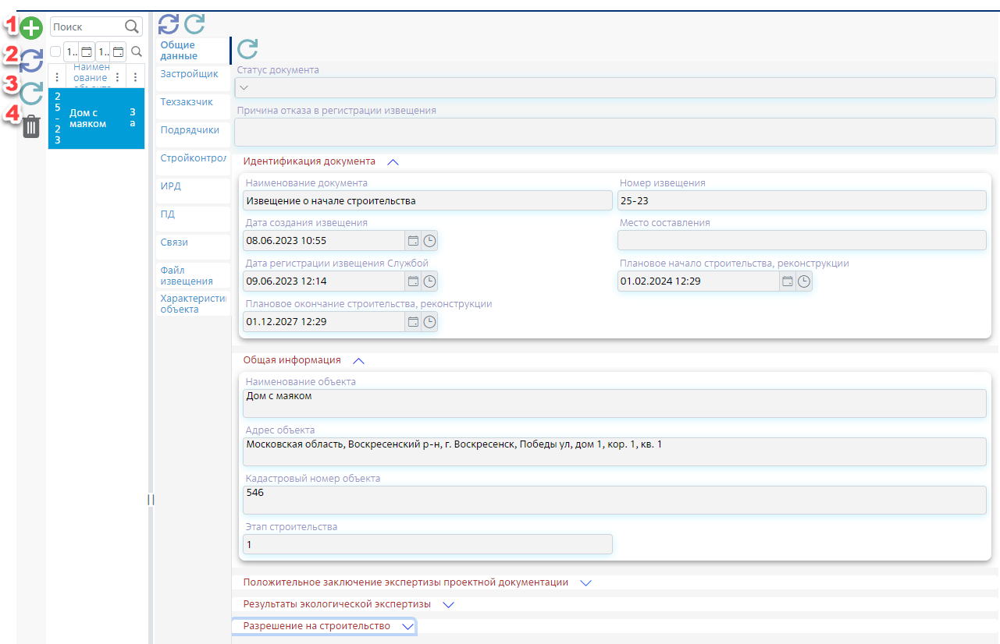 1
2
3
4
Поиск
1..
1..
Наимен
ование
2
5
-
2
3
Дом с
маяком
З
а
Общие
данные
Застройщик
Техзакзчик
Подрядчики
Стройконтрол
ИРД
ПД
Связи
Файл
извещения
Характеристи
объекта
Статус документа
Причина отказа в регистрации извещения
Идентификация документа
Наименование документа
Номер извещения
Извещение о начале строительства
25-23
Дата создания извещения
Место составления
08.06.2023 10:55
Дата регистрации извещения Службой
Плановое начало строительства, реконструкции
09.06.2023 12:14
01.02.2024 12:29
Плановое окончание строительства, реконструкции
01.12.2027 12:29
Общая информация
Наименование объекта
Дом с маяком
Адрес объекта
Московская область, Воскресенский р-н, г. Воскресенск, Победы ул, дом 1, кор. 1, кв. 1
Кадастровый номер объекта
546
Этап строительства
1
Положительное заключение экспертизы проектной документации
Результаты экологической экспертизы
Разрешение на строительство